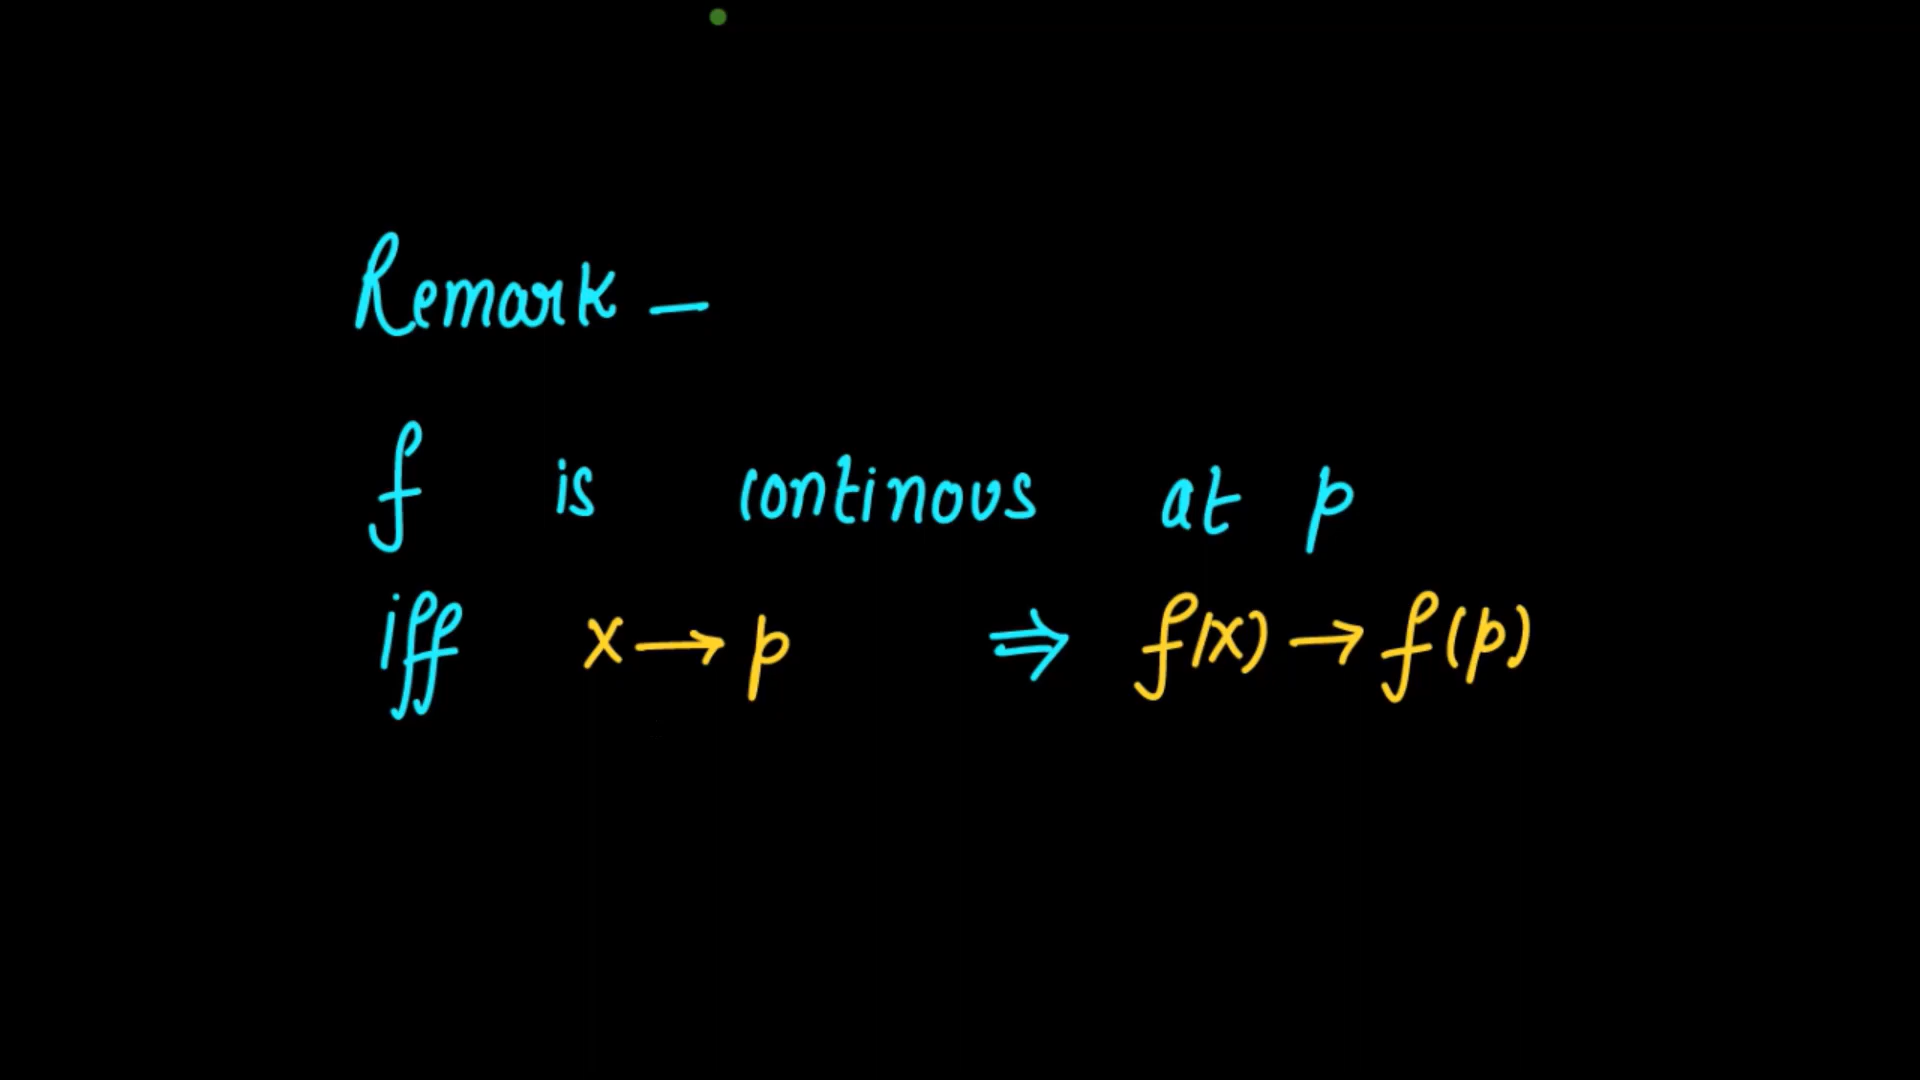 Remark —
f is continous at p
iff x → p ⇒ f(x) → f(p)